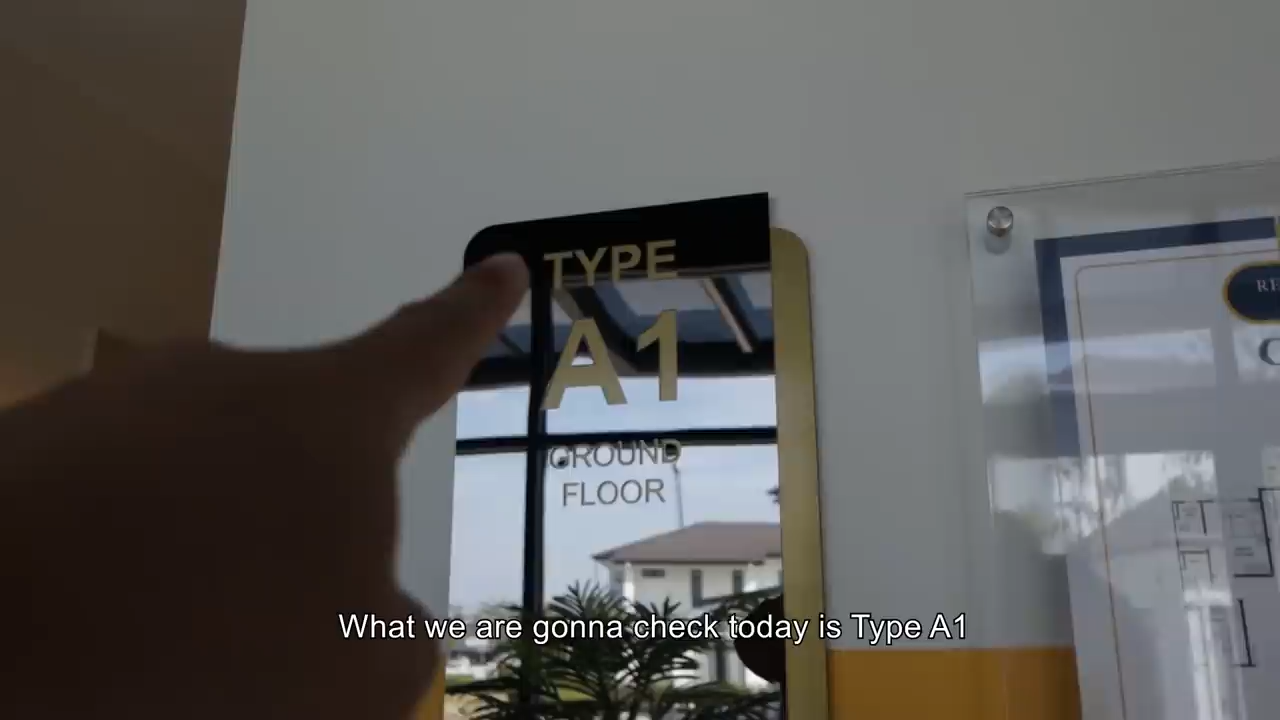 TYPE
A1
GROUND
FLOOR
What we are gonna check today is Type A1